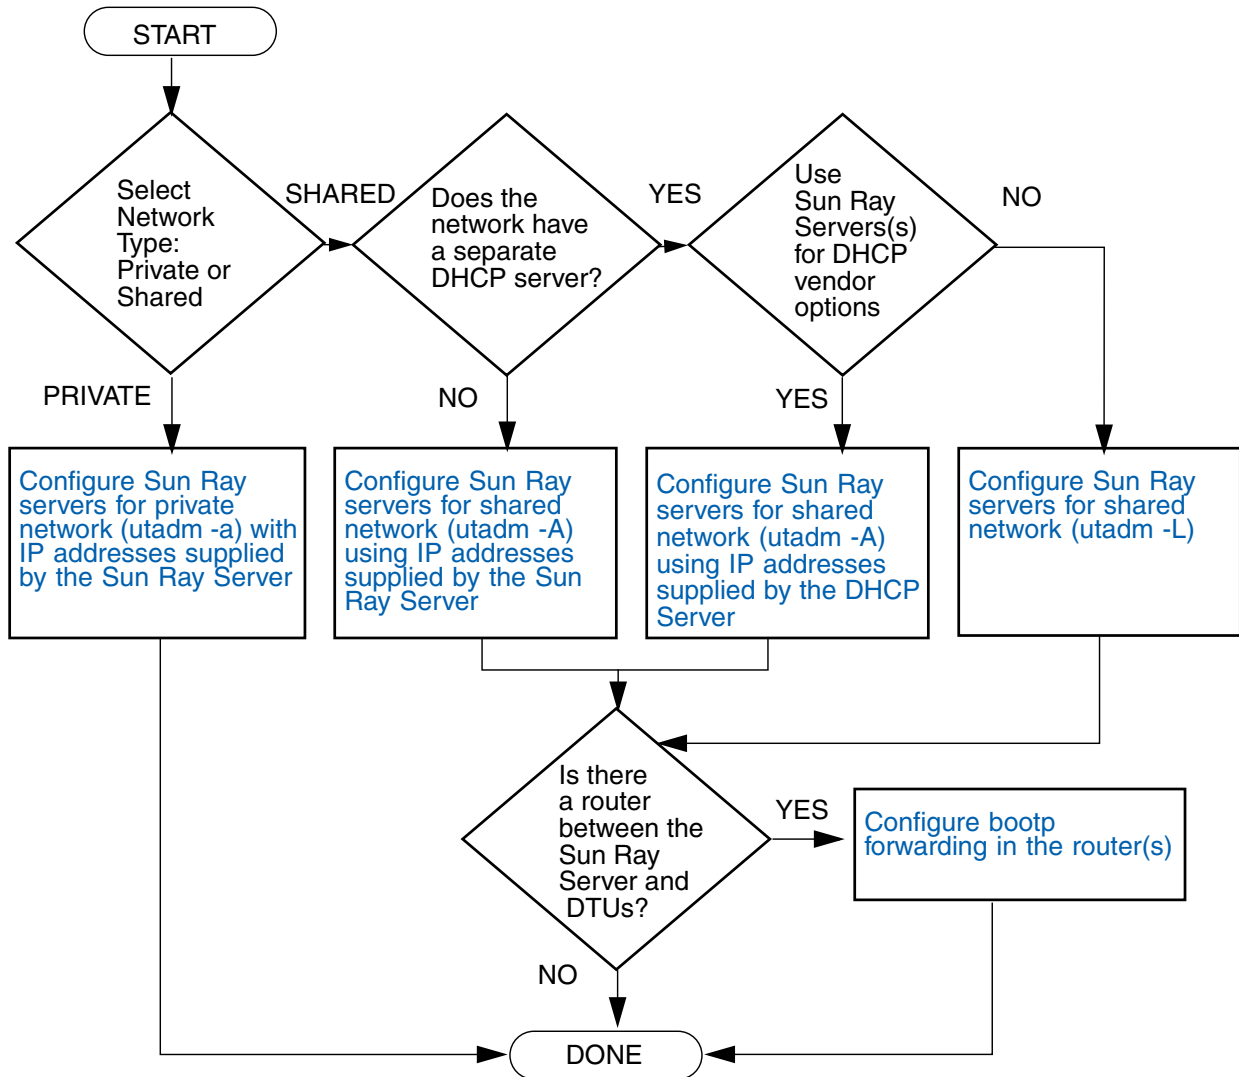 START
Select
Network
Type:
Private or
Shared
SHARED
Does the
network have
a separate
DHCP server?
YES
Use
Sun Ray
Servers(s)
for DHCP
vendor
options
NO
PRIVATE
NO
YES
Configure Sun Ray
servers for private
network (utadm -a) with
IP addresses supplied
by the Sun Ray Server
Configure Sun Ray
servers for shared
network (utadm -A)
using IP addresses
supplied by the Sun
Ray Server
Configure Sun Ray
servers for shared
network (utadm -A)
using IP addresses
supplied by the DHCP
Server
Configure Sun Ray
servers for shared
network (utadm -L)
Is there
a router
between the
Sun Ray
Server and
DTUs?
YES
Configure bootp
forwarding in the router(s)
NO
DONE